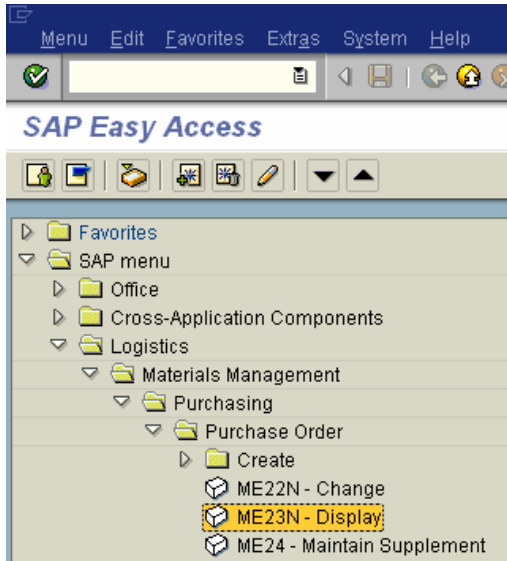 Menu Edit Favorites Extras System Help
SAP Easy Access
Favorites
SAP menu
Office
Cross-Application Components
Logistics
Materials Management
Purchasing
Purchase Order
Create
ME22N - Change
ME23N - Display
ME24 - Maintain Supplement